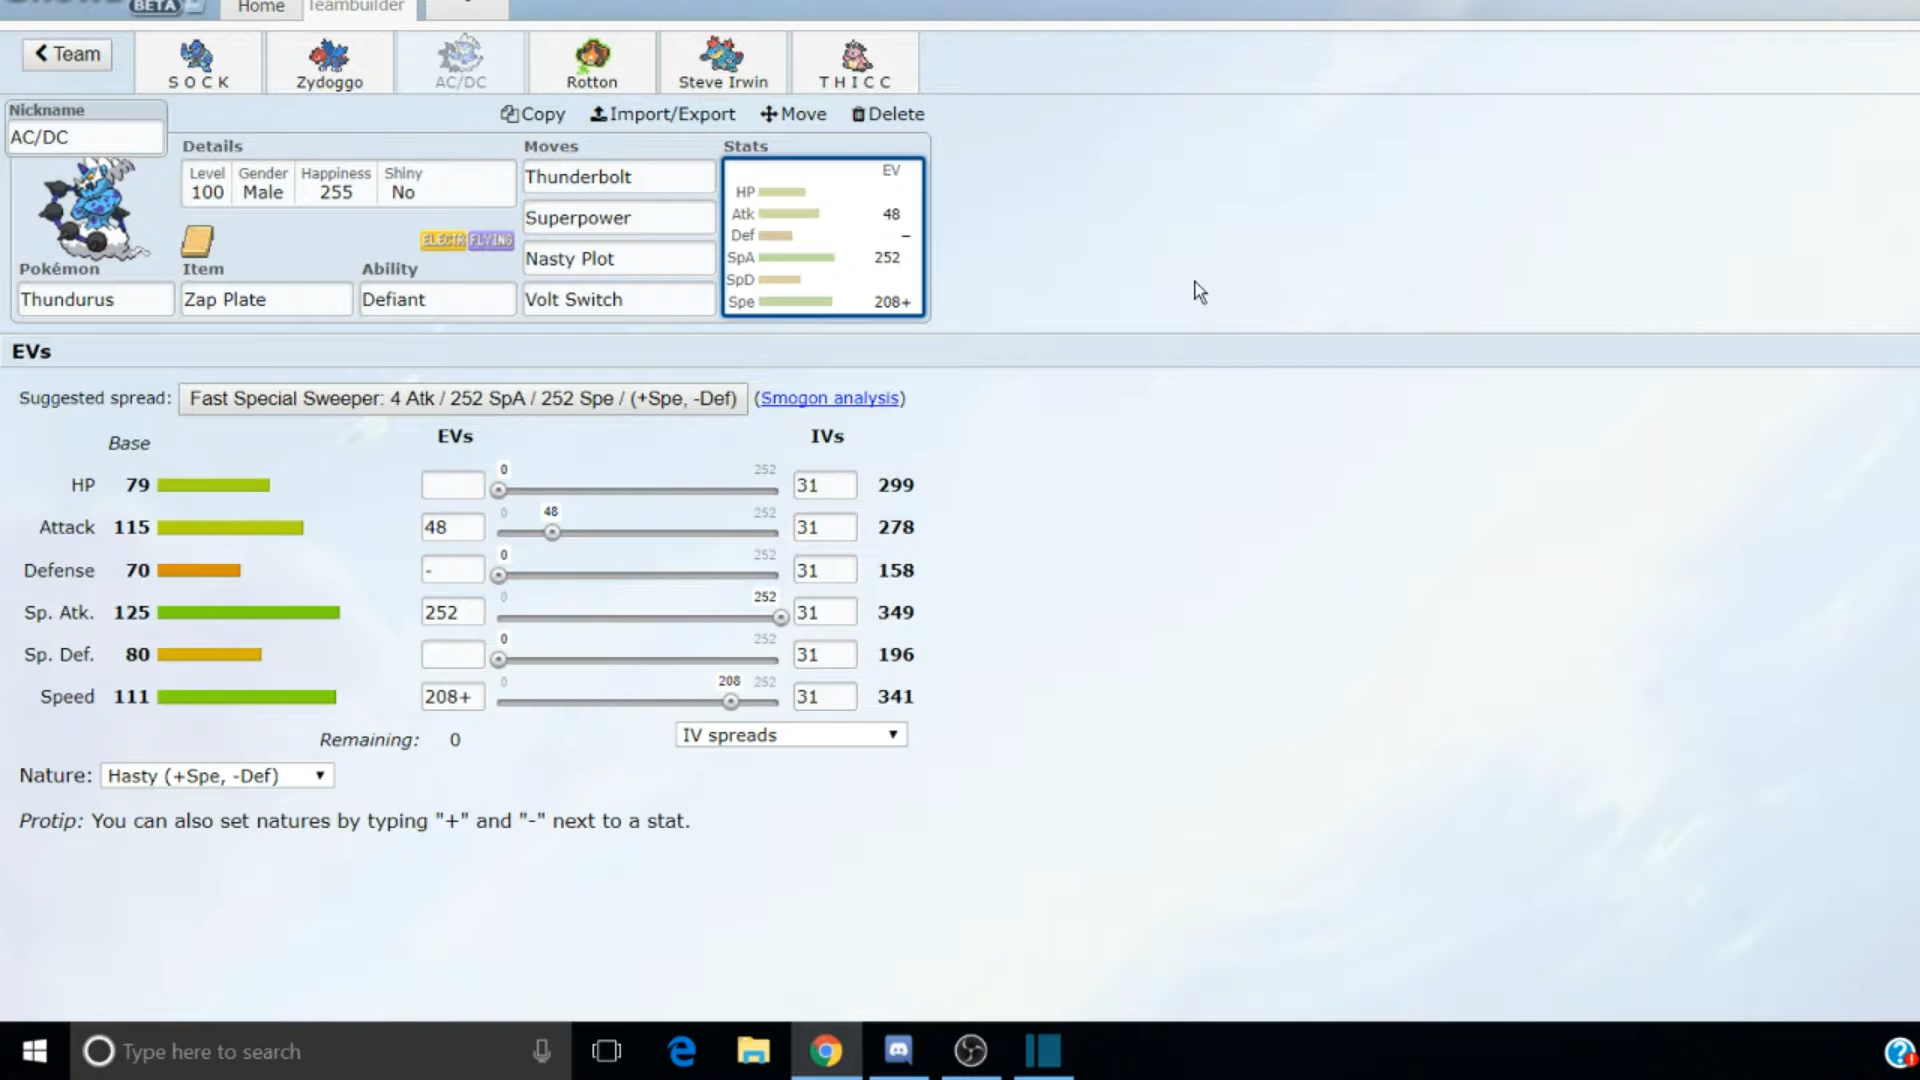 BETA
Home
Teambuilder
Team
S O C K
Zydoggo
AC/DC
Rotton
Steve Irwin
T H I C C
Nickname
AC/DC
Copy
Import/Export
Move
Delete
Details
Moves
Stats
Level
100
Gender
Male
Happiness
255
Shiny
No
ELECTR FLYING
Pokémon
Thundurus
Item
Zap Plate
Ability
Defiant
Thunderbolt
Superpower
Nasty Plot
Volt Switch
EV
HP
Atk 48
Def –
SpA 252
SpD
Spe 208+
EVs
Suggested spread: Fast Special Sweeper: 4 Atk / 252 SpA / 252 Spe / (+Spe, -Def) (Smogon analysis)
Base EVs IVs
0 252
HP 79 31 299
0 48 252
Attack 115 48 31 278
0 252
Defense 70 - 31 158
0 252
Sp. Atk. 125 252 31 349
0 252
Sp. Def. 80 31 196
0 208 252
Speed 111 208+ 31 341
Remaining: 0
IV spreads
Nature: Hasty (+Spe, -Def)
Protip: You can also set natures by typing "+" and "-" next to a stat.
Type here to search